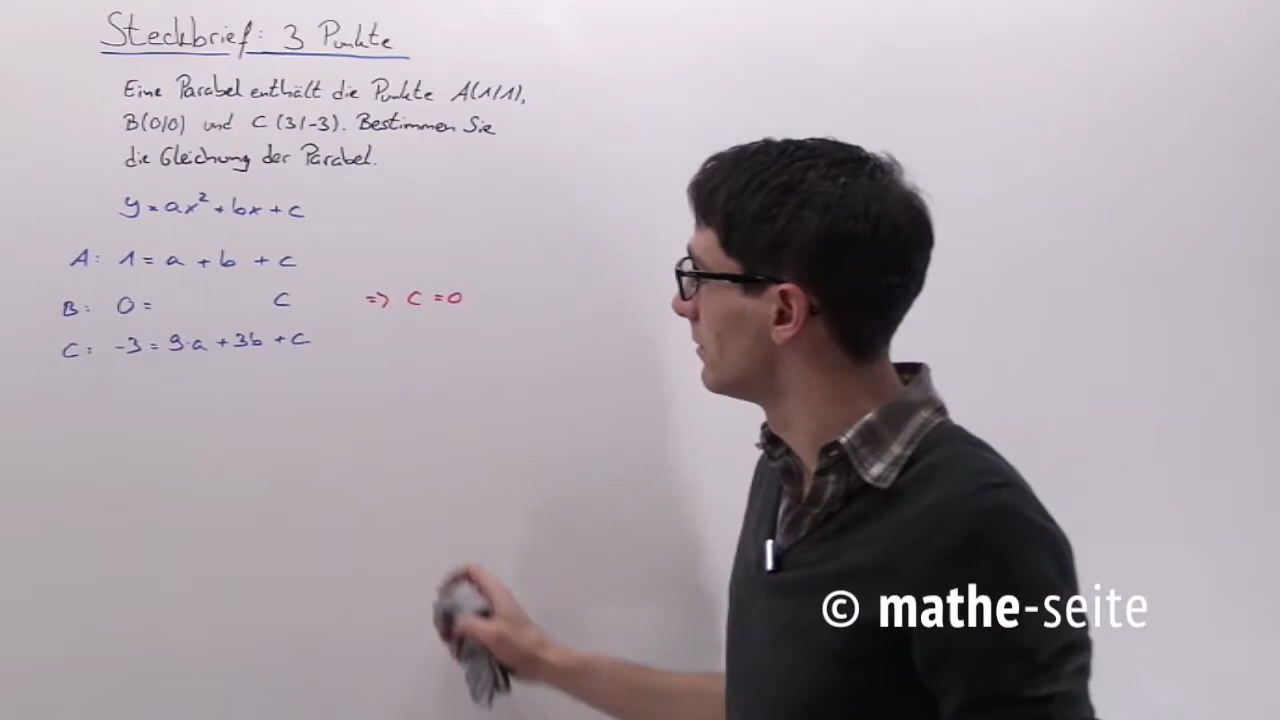 Steckbrief: 3 Punkte
Eine Parabel enthält die Punkte A(1/1),
B(0/0) und C(3/-3). Bestimmen Sie
die Gleichung der Parabel.
y = ax² + bx + c
A: 1 = a + b + c
B: 0 = c => c = 0
C: -3 = 9·a + 3b + c
© mathe-seite